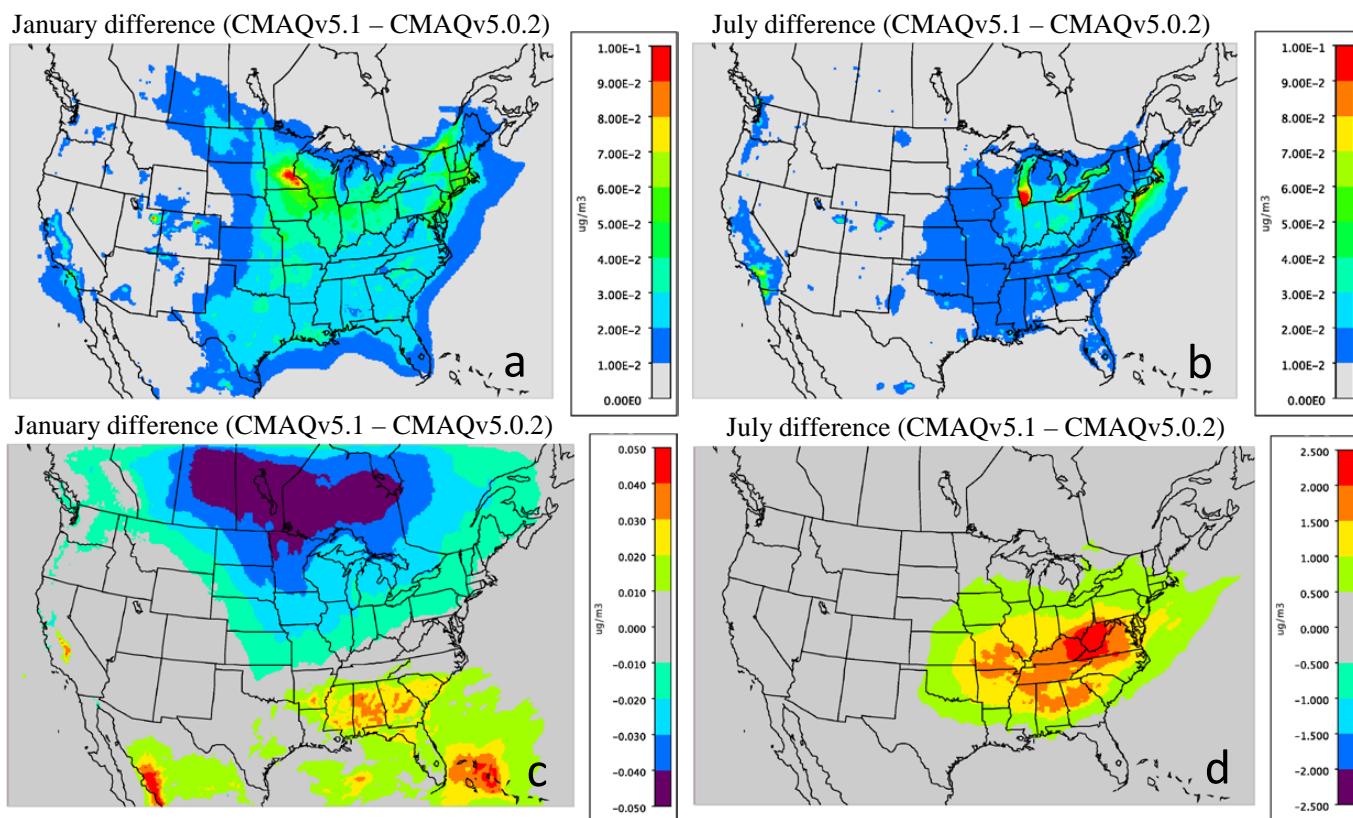 January difference (CMAQv5.1 – CMAQv5.0.2)
July difference (CMAQv5.1 – CMAQv5.0.2)
1.00E-1
9.00E-2
8.00E-2
7.00E-2
6.00E-2
5.00E-2
4.00E-2
3.00E-2
2.00E-2
1.00E-2
0.00E0
ug/m3
a
1.00E-1
9.00E-2
8.00E-2
7.00E-2
6.00E-2
5.00E-2
4.00E-2
3.00E-2
2.00E-2
1.00E-2
0.00E0
ug/m3
b
January difference (CMAQv5.1 – CMAQv5.0.2)
July difference (CMAQv5.1 – CMAQv5.0.2)
0.050
0.040
0.030
0.020
0.010
0.000
-0.010
-0.020
-0.030
-0.040
-0.050
ug/m3
c
2.500
2.000
1.500
1.000
0.500
0.000
-0.500
-1.000
-1.500
-2.000
-2.500
ug/m3
d